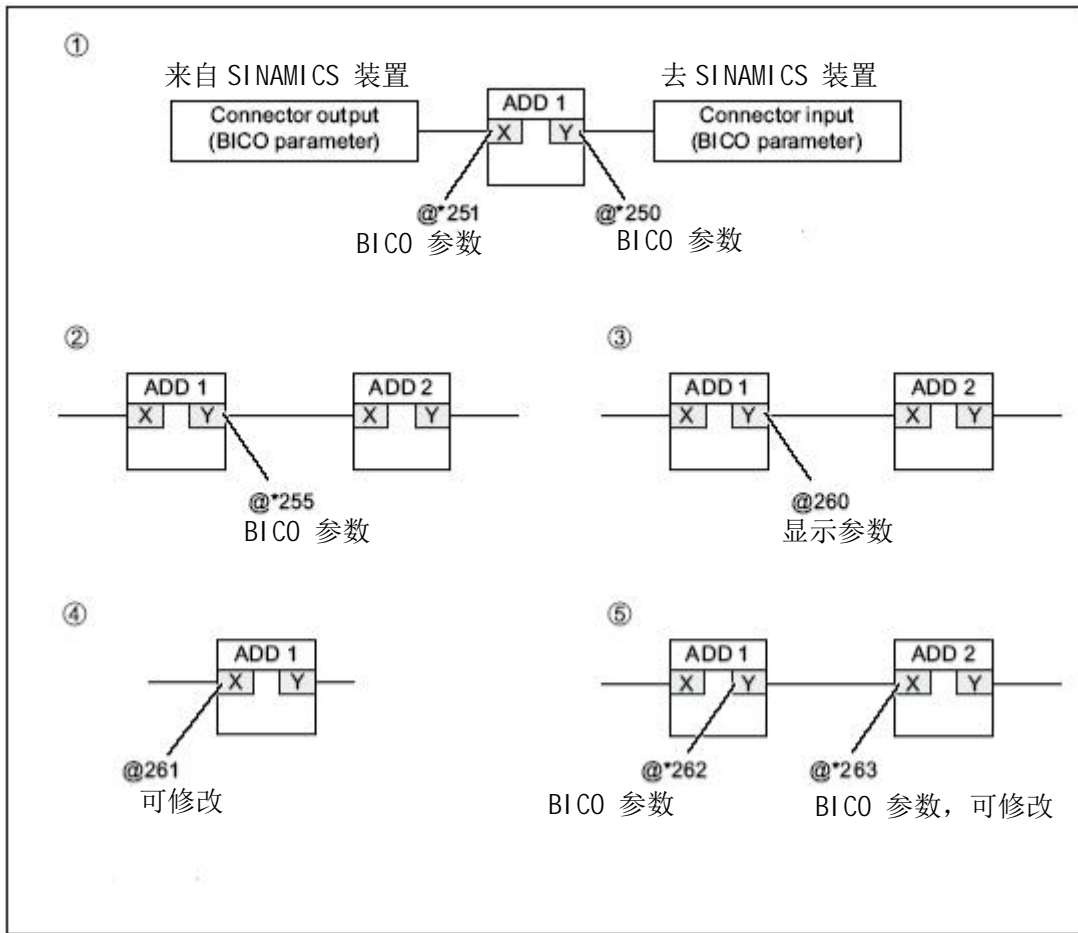 ①
来自 SINAMICS 装置
去 SINAMICS 装置
Connector output
(BICO parameter)
ADD 1
X Y
Connector input
(BICO parameter)
@*251
BICO 参数
@*250
BICO 参数
②
ADD 1
X Y
ADD 2
X Y
@*255
BICO 参数
③
ADD 1
X Y
ADD 2
X Y
@260
显示参数
④
ADD 1
X Y
@261
可修改
⑤
ADD 1
X Y
ADD 2
X Y
@*262
BICO 参数
@*263
BICO 参数，可修改